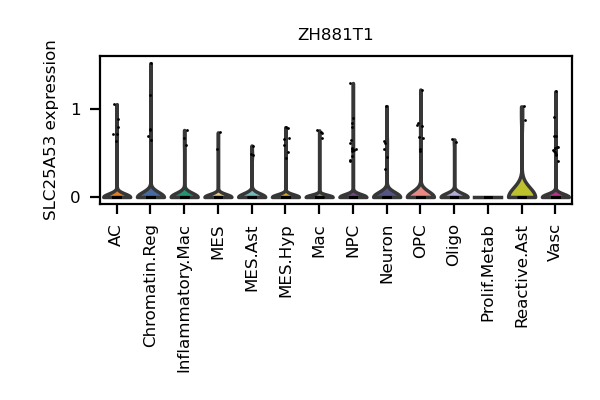 ZH881T1
SLC25A53 expression
1
0
AC
Chromatin.Reg
Inflammatory.Mac
MES
MES.Ast
MES.Hyp
Mac
NPC
Neuron
OPC
Oligo
Prolif.Metab
Reactive.Ast
Vasc